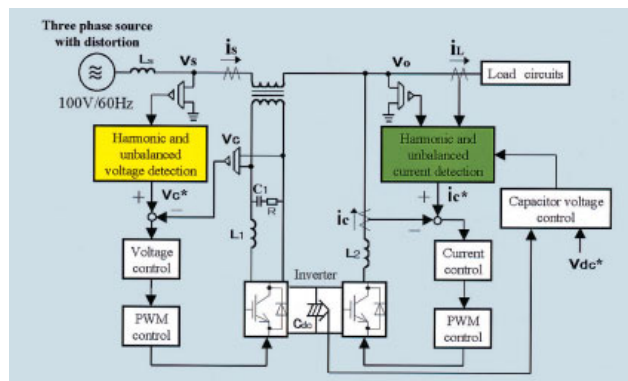 Three phase source
with distortion
100V/60Hz
Ls
Vs
is
Vo
iL
Load circuits
Harmonic and
unbalanced
voltage detection
Vc
Harmonic and
unbalanced
current detection
Vc*
+
−
C1
R
ic
ic*
+
−
Capacitor voltage
control
Vdc*
L1
L2
Voltage
control
Inverter
Current
control
Cdc
PWM
control
PWM
control